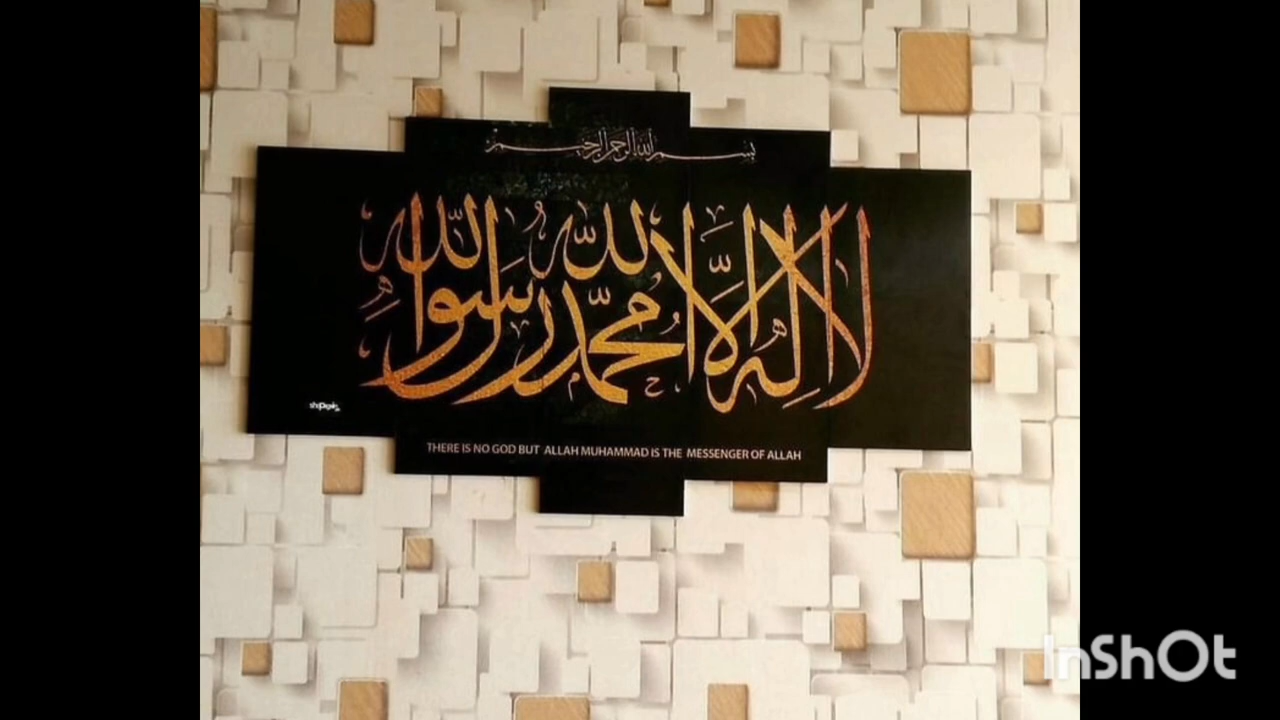 بسم الله الرحمن الرحيم
لا إله إلا الله محمد رسول الله
THERE IS NO GOD BUT ALLAH MUHAMMAD IS THE MESSENGER OF ALLAH
InShOt